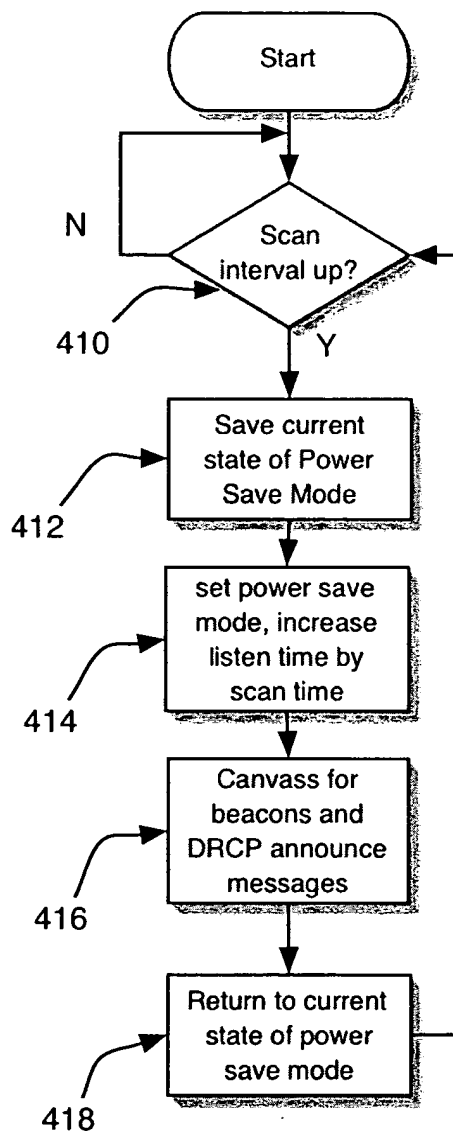 Start
N
Scan
interval up?
410
Y
Save current
state of Power
Save Mode
412
set power save
mode, increase
listen time by
scan time
414
Canvass for
beacons and
DRCP announce
messages
416
Return to current
state of power
save mode
418